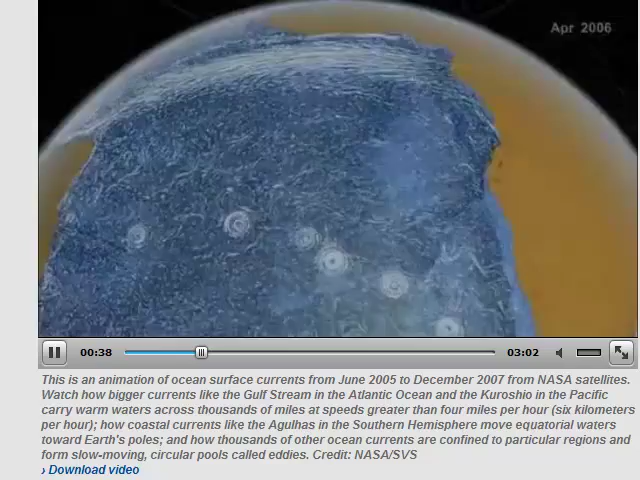 Apr 2006
00:38
03:02
This is an animation of ocean surface currents from June 2005 to December 2007 from NASA satellites.
Watch how bigger currents like the Gulf Stream in the Atlantic Ocean and the Kuroshio in the Pacific
carry warm waters across thousands of miles at speeds greater than four miles per hour (six kilometers
per hour); how coastal currents like the Agulhas in the Southern Hemisphere move equatorial waters
toward Earth's poles; and how thousands of other ocean currents are confined to particular regions and
form slow-moving, circular pools called eddies. Credit: NASA/SVS
› Download video